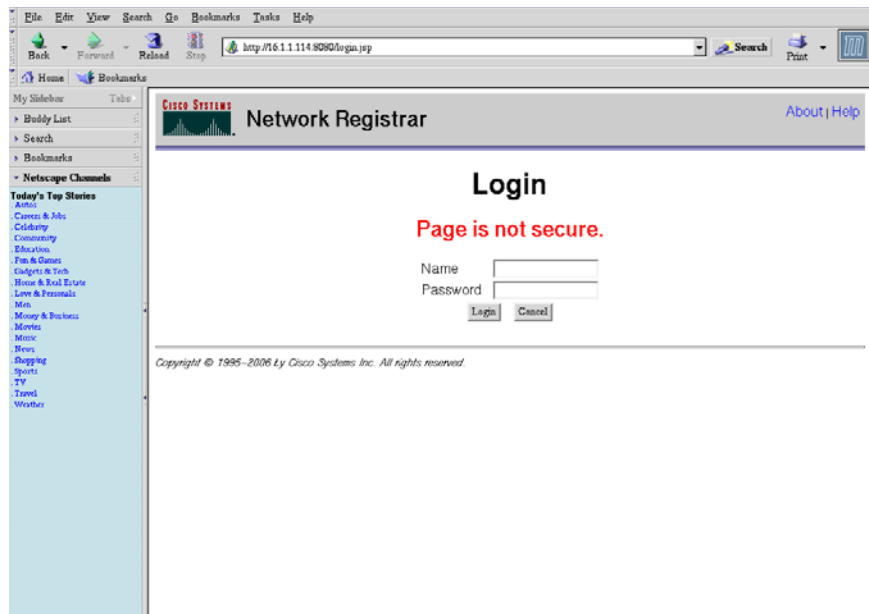 File Edit View Search Go Bookmarks Tasks Help
Back Forward Reload Stop http://16.1.1.114:8080/login.jsp Search Print
Home Bookmarks
My Sidebar Tabs
Buddy List
Search
Bookmarks
Netscape Channels
Today's Top Stories
Autos
Careers & Jobs
Celebrity
Community
Education
Fun & Games
Gadgets & Tech
Home & Real Estate
Love & Personals
Men
Money & Business
Movies
Music
News
Shopping
Sports
TV
Travel
Weather
CISCO SYSTEMS
Network Registrar
About | Help
Login
Page is not secure.
Name
Password
Login Cancel
Copyright © 1995-2006 by Cisco Systems Inc. All rights reserved.